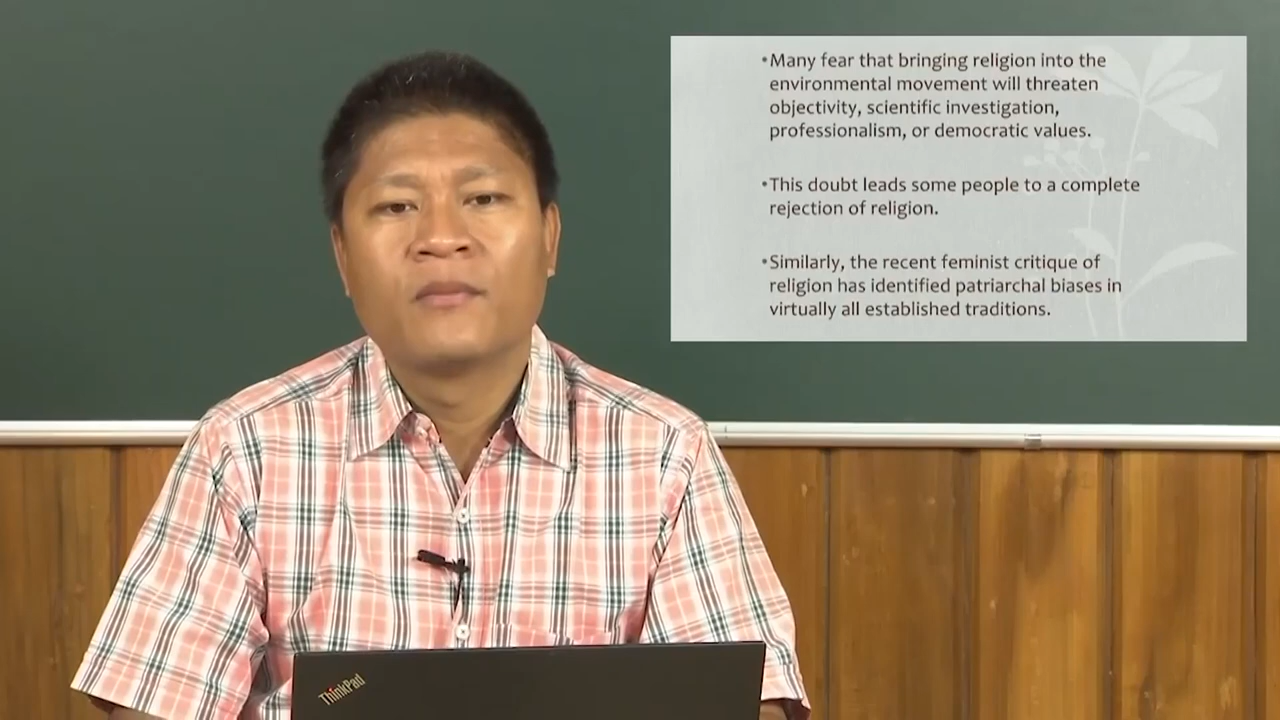 •Many fear that bringing religion into the
environmental movement will threaten
objectivity, scientific investigation,
professionalism, or democratic values.
•This doubt leads some people to a complete
rejection of religion.
•Similarly, the recent feminist critique of
religion has identified patriarchal biases in
virtually all established traditions.
ThinkPad